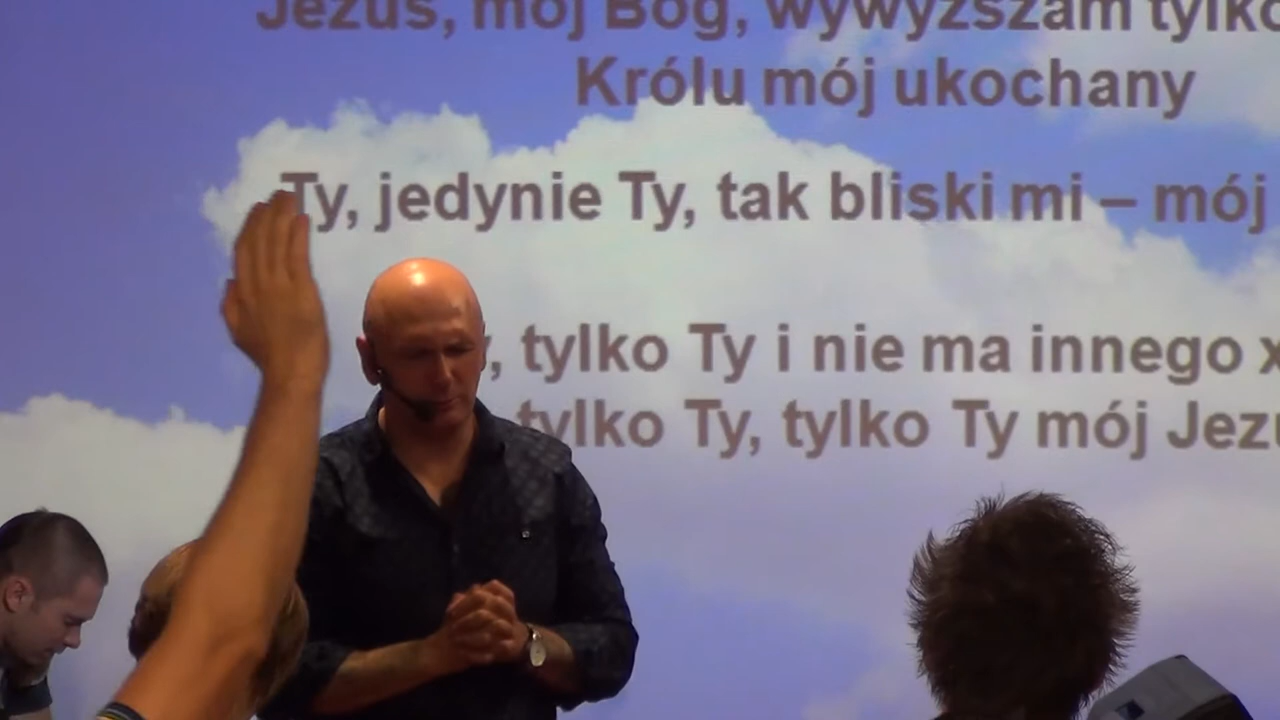 Jezus, mój Bóg, wywyższam tylko
Królu mój ukochany
Ty, jedynie Ty, tak bliski mi – mój
, tylko Ty i nie ma innego x
tylko Ty, tylko Ty mój Jezu